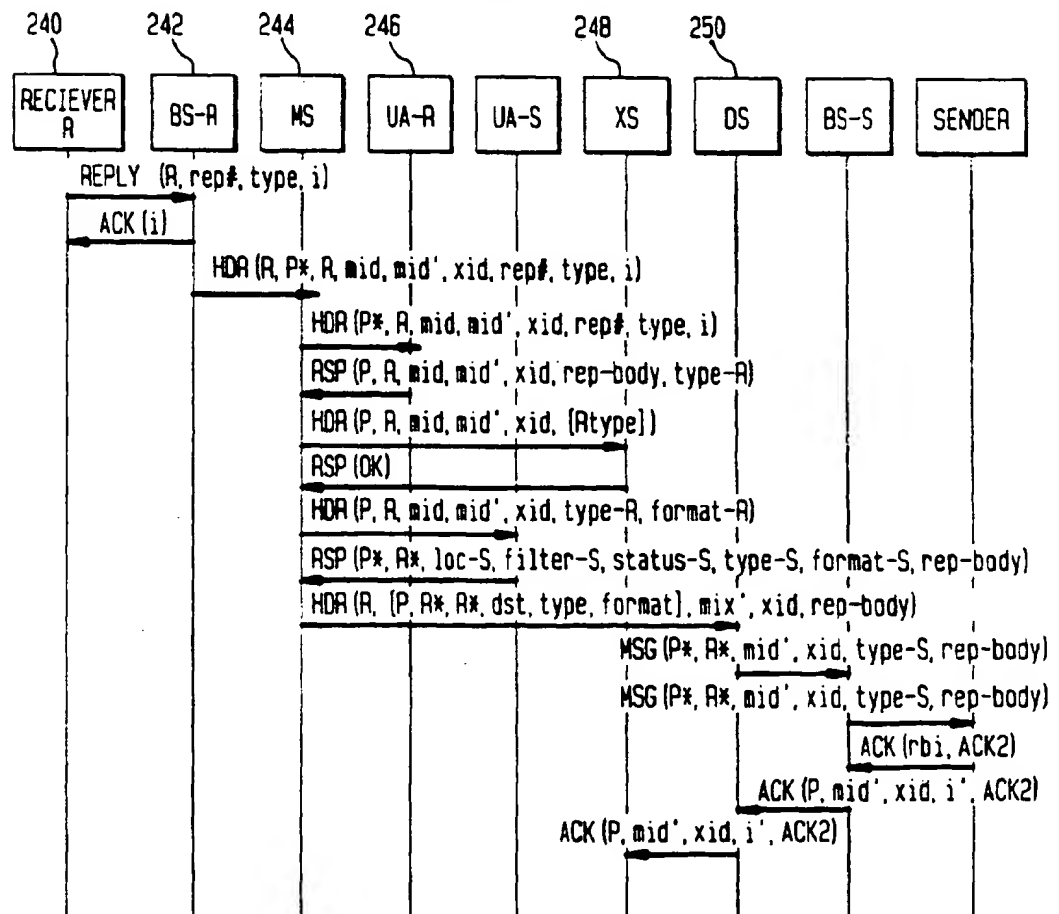 240 242 244 246 248 250
RECIEVER R BS-R MS UA-R UA-S XS DS BS-S SENDER
REPLY (R, rep#, type, i)
ACK (i)
HDR (R, P*, R, mid, mid', xid, rep#, type, i)
HDR (P*, R, mid, mid', xid, rep#, type, i)
RSP (P, R, mid, mid', xid, rep-body, type-R)
HDR (P, R, mid, mid', xid, [Rtype])
RSP (OK)
HDR (P, R, mid, mid', xid, type-R, format-R)
RSP (P*, R*, loc-S, filter-S, status-S, type-S, format-S, rep-body)
HDR (R, [P, R*, R*, dst, type, format], mix', xid, rep-body)
MSG (P*, R*, mid', xid, type-S, rep-body)
MSG (P*, R*, mid', xid, type-S, rep-body)
ACK (rbi, ACK2)
ACK (P, mid', xid, i', ACK2)
ACK (P, mid', xid, i', ACK2)